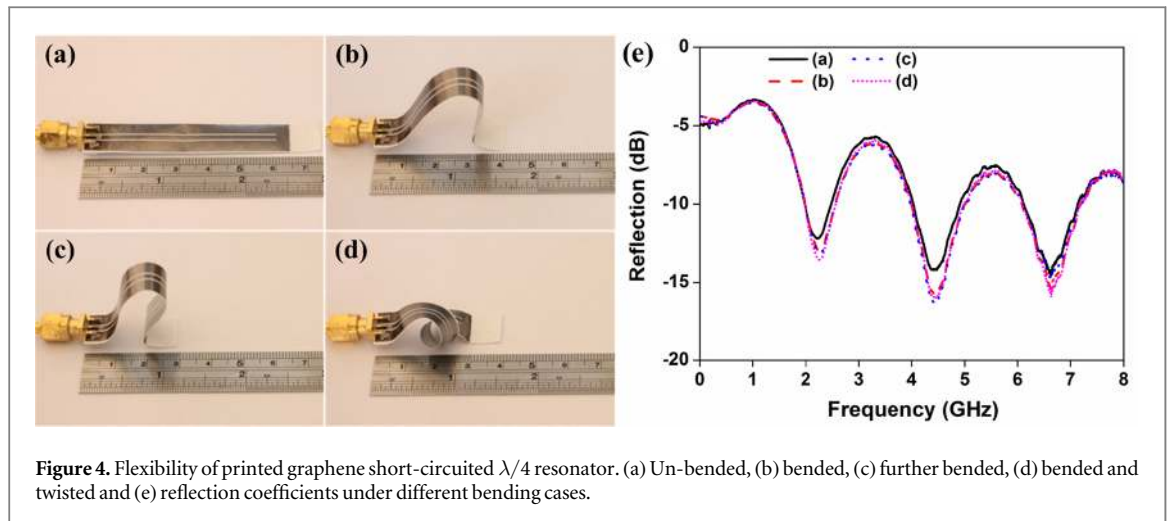 (a)
(b)
(c)
(d)
(e)
0
-5
-10
-15
-20
Reflection (dB)
(a) (c)
(b) (d)
0 1 2 3 4 5 6 7 8
Frequency (GHz)
Figure 4. Flexibility of printed graphene short-circuited λ/4 resonator. (a) Un-bended, (b) bended, (c) further bended, (d) bended and
twisted and (e) reflection coefficients under different bending cases.